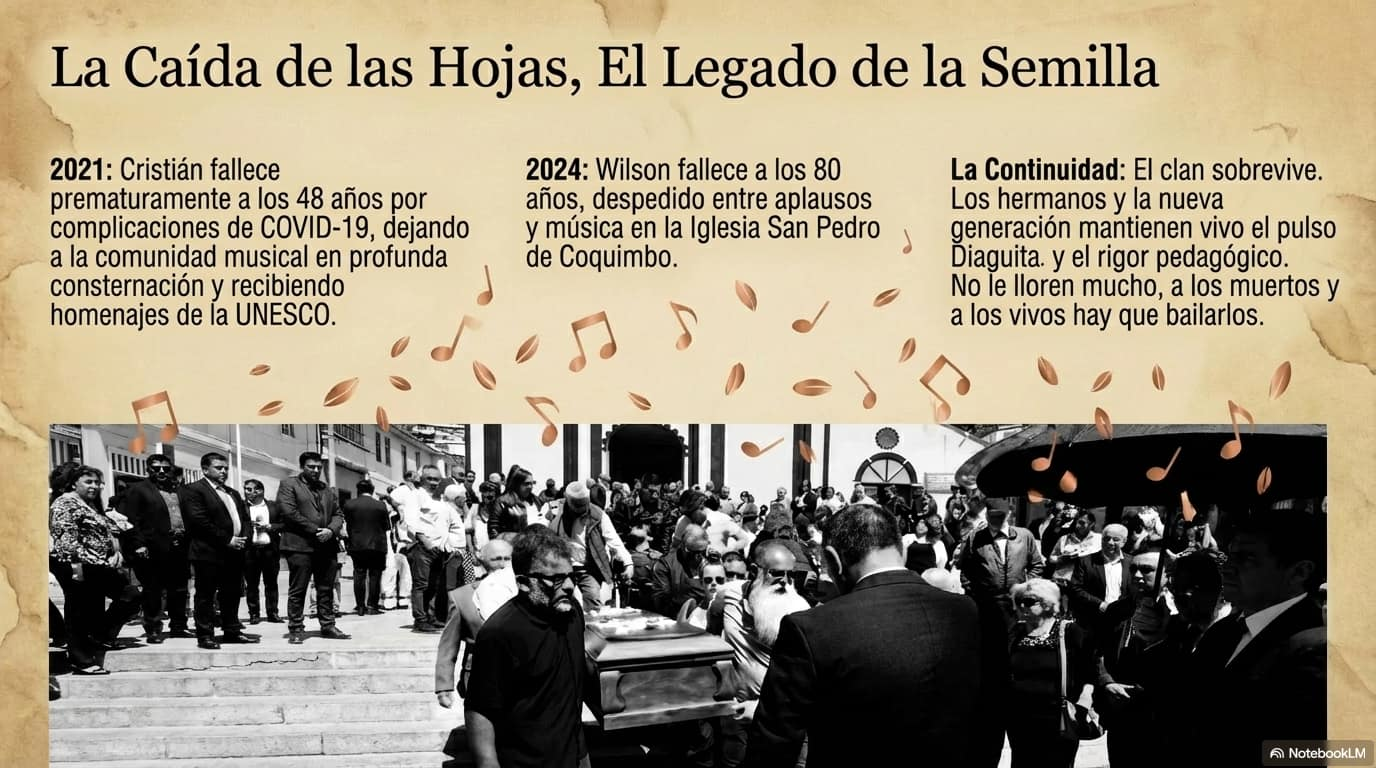 La Caída de las Hojas, El Legado de la Semilla
2021: Cristián fallece
prematuramente a los 48 años por
complicaciones de COVID-19, dejando
a la comunidad musical en profunda
consternación y recibiendo
homenajes de la UNESCO.
2024: Wilson fallece a los 80
años, despedido entre aplausos
y música en la Iglesia San Pedro
de Coquimbo.
La Continuidad: El clan sobrevive.
Los hermanos y la nueva
generación mantienen vivo el pulso
Diaguita. y el rigor pedagógico.
No le lloren mucho, a los muertos y
a los vivos hay que bailarlos.
NotebookLM